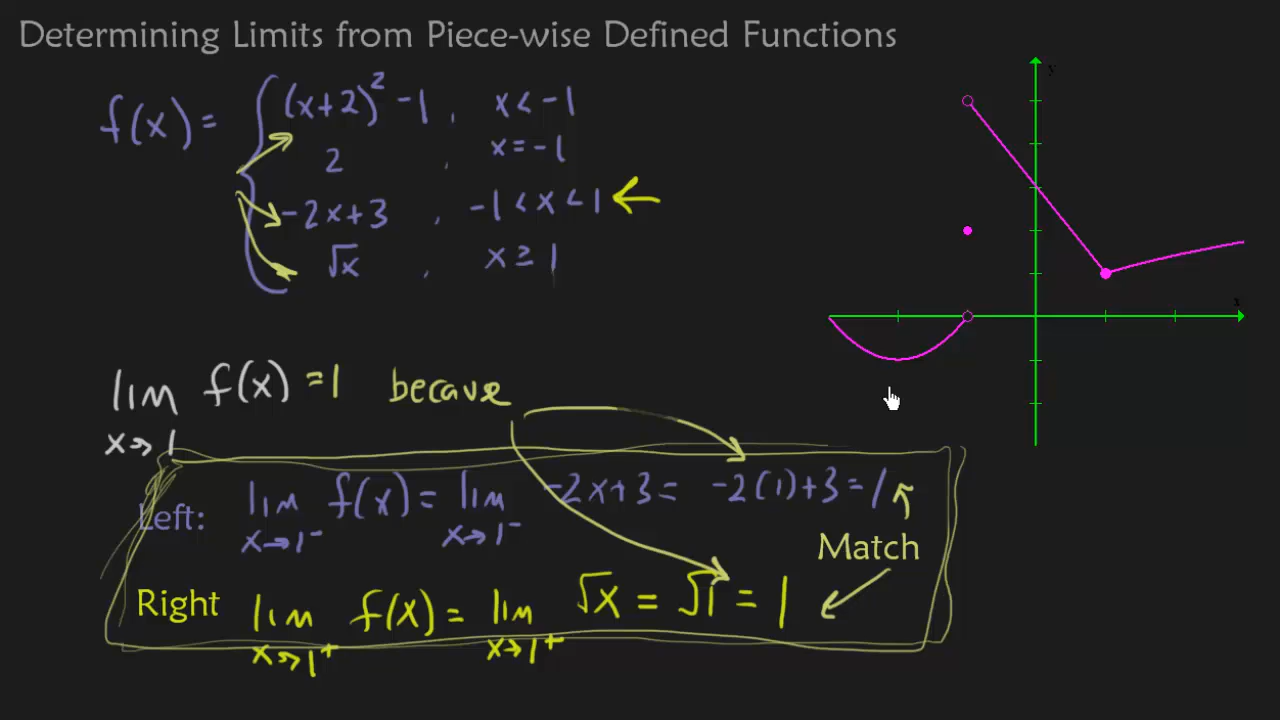 Determining Limits from Piece-wise Defined Functions
f(x) = { (x+2)² - 1 , x < -1
2 , x = -1
-2x+3 , -1 < x < 1
√x , x ≥ 1
y
x
lim f(x) = 1 because
x→1
Left: lim f(x) = lim -2x+3 = -2(1)+3 = 1
x→1⁻ x→1⁻
Match
Right lim f(x) = lim √x = √1 = 1
x→1⁺ x→1⁺